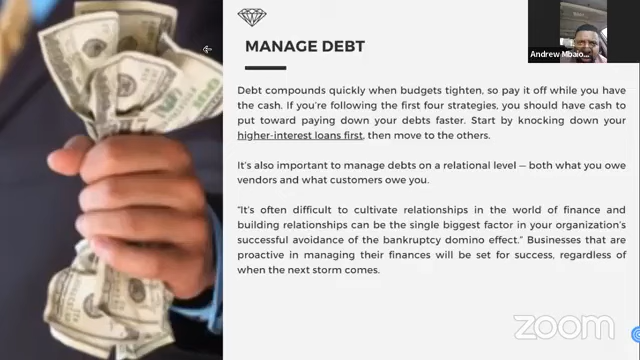 Andrew Mbaio...
MANAGE DEBT
Debt compounds quickly when budgets tighten, so pay it off while you have
the cash. If you're following the first four strategies, you should have cash to
put toward paying down your debts faster. Start by knocking down your
higher-interest loans first, then move to the others.
It's also important to manage debts on a relational level — both what you owe
vendors and what customers owe you.
"It's often difficult to cultivate relationships in the world of finance and
building relationships can be the single biggest factor in your organization's
successful avoidance of the bankruptcy domino effect." Businesses that are
proactive in managing their finances will be set for success, regardless of
when the next storm comes.
zoom